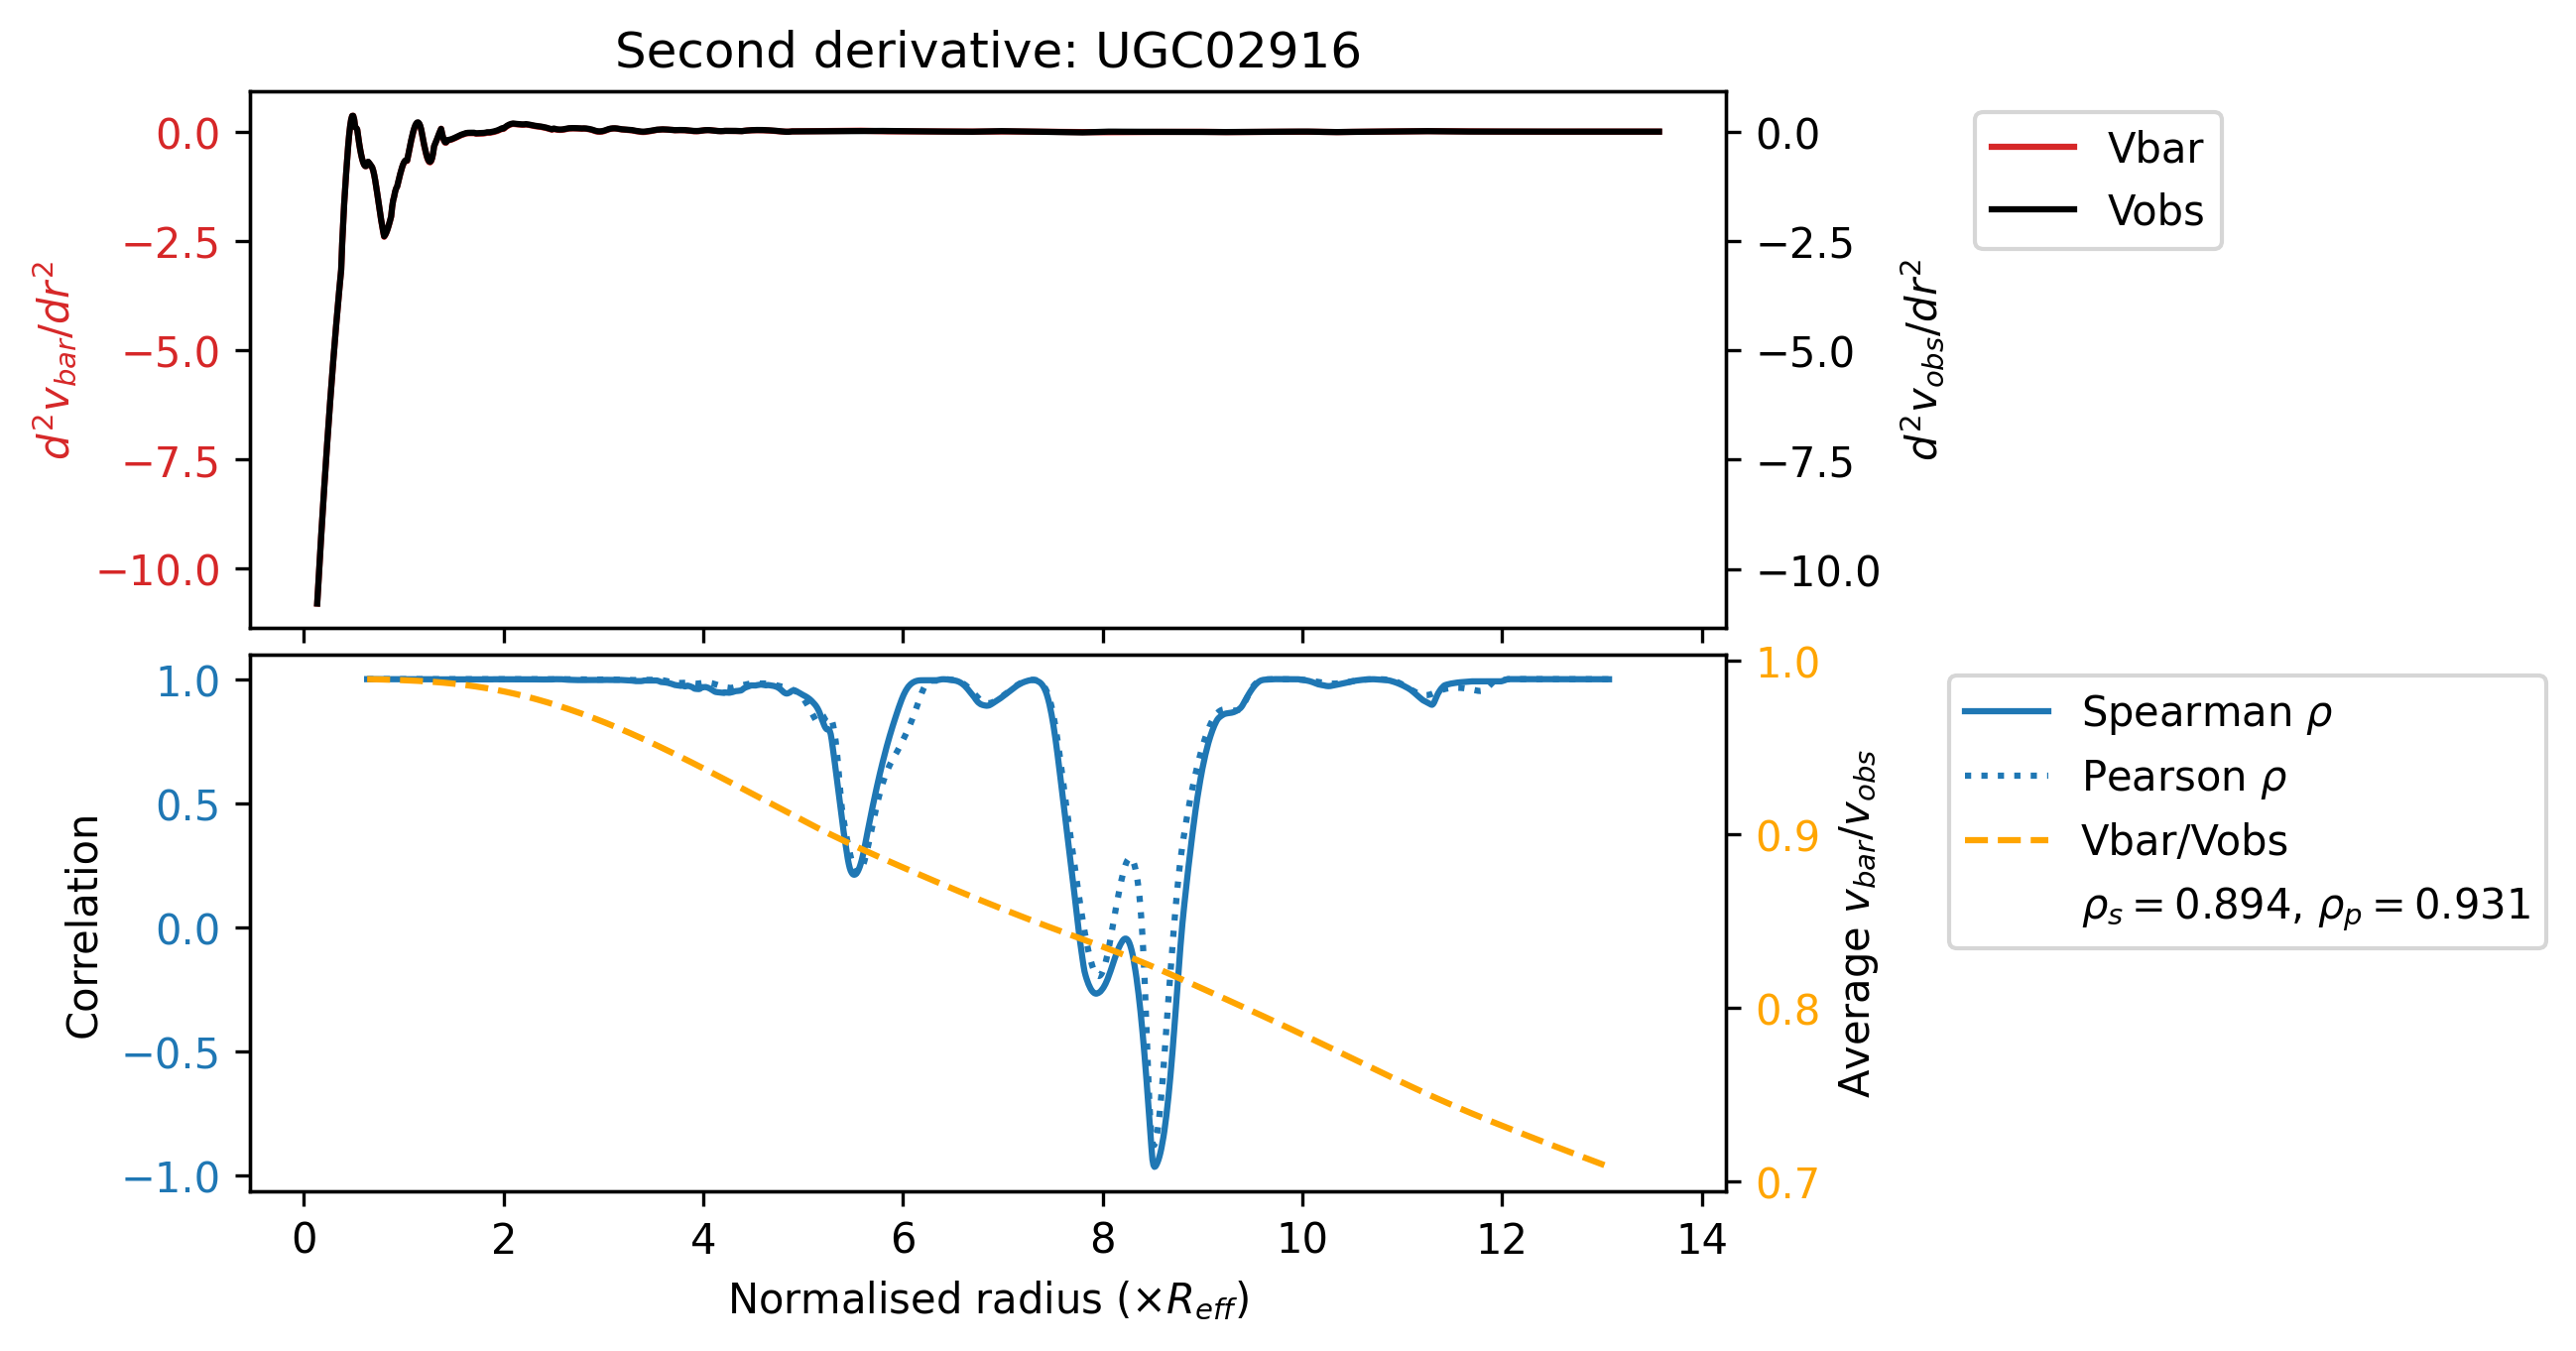 Second derivative: UGC02916
0.0
−2.5
−5.0
−7.5
−10.0
d²v_bar/dr²
0.0
−2.5
−5.0
−7.5
−10.0
d²v_obs/dr²
Vbar
Vobs
1.0
0.5
0.0
−0.5
−1.0
Correlation
1.0
0.9
0.8
0.7
Average v_bar/v_obs
Spearman ρ
Pearson ρ
Vbar/Vobs
ρ_s = 0.894, ρ_p = 0.931
0 2 4 6 8 10 12 14
Normalised radius (×R_eff)